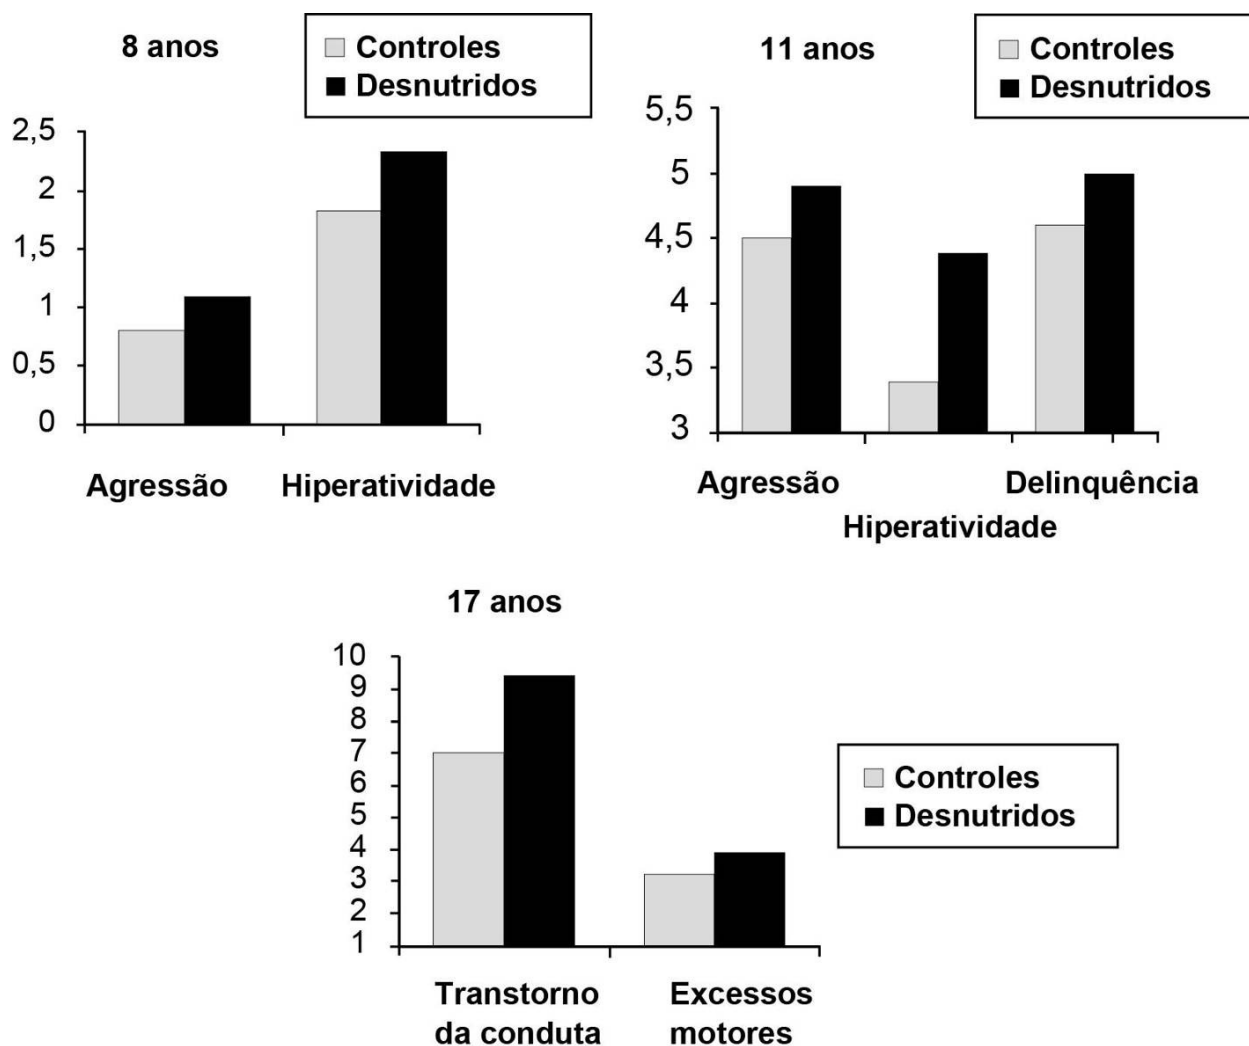 8 anos
Controles
Desnutridos
2,5
2
1,5
1
0,5
0
Agressão Hiperatividade
11 anos
Controles
Desnutridos
5,5
5
4,5
4
3,5
3
Agressão Delinquência
Hiperatividade
17 anos
10
9
8
7
6
5
4
3
2
1
Controles
Desnutridos
Transtorno Excessos
da conduta motores